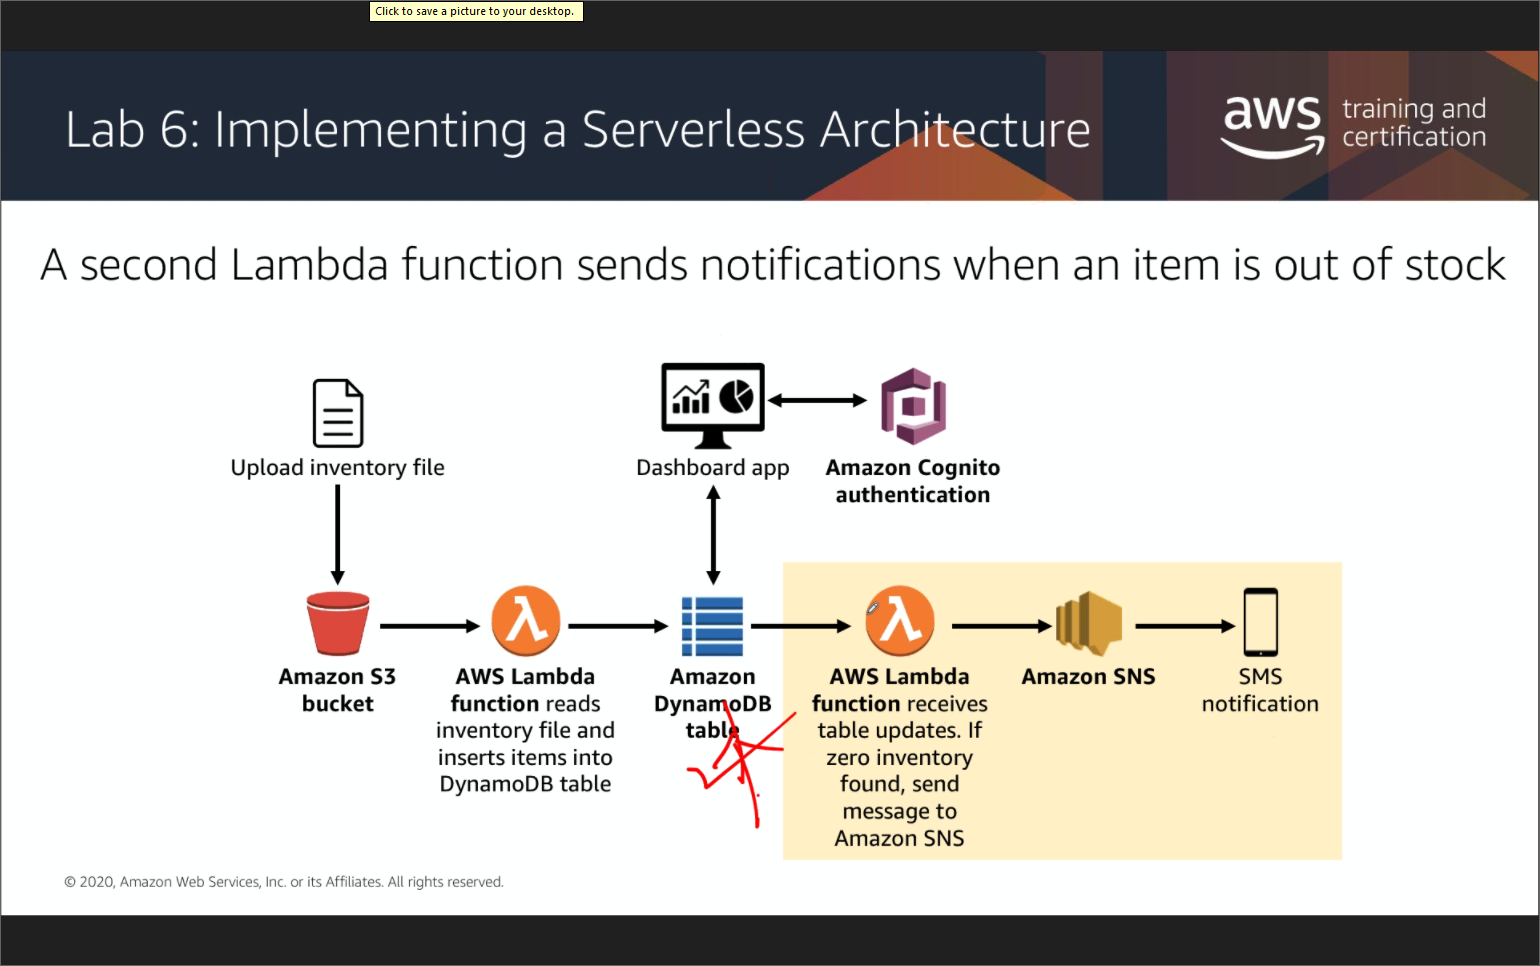 Click to save a picture to your desktop.
Lab 6: Implementing a Serverless Architecture
aws training and
certification
A second Lambda function sends notifications when an item is out of stock
Upload inventory file
Dashboard app
Amazon Cognito
authentication
Amazon S3
bucket
AWS Lambda
function reads
inventory file and
inserts items into
DynamoDB table
Amazon
DynamoDB
table
AWS Lambda
function receives
table updates. If
zero inventory
found, send
message to
Amazon SNS
Amazon SNS
SMS
notification
© 2020, Amazon Web Services, Inc. or its Affiliates. All rights reserved.